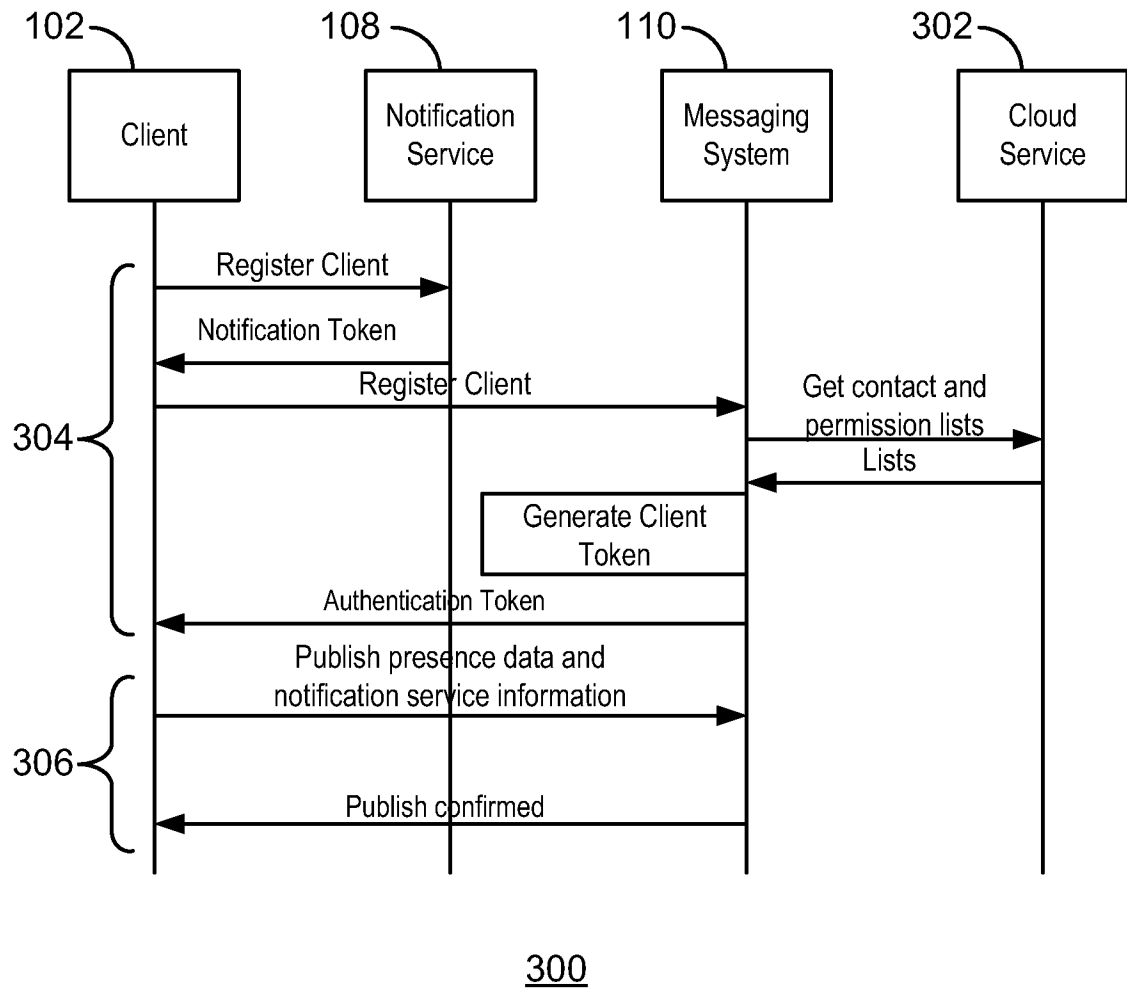 102
108
110
302
Client
Notification
Service
Messaging
System
Cloud
Service
Register Client
Notification Token
Register Client
Get contact and
permission lists
Lists
304
Generate Client
Token
Authentication Token
Publish presence data and
notification service information
306
Publish confirmed
300